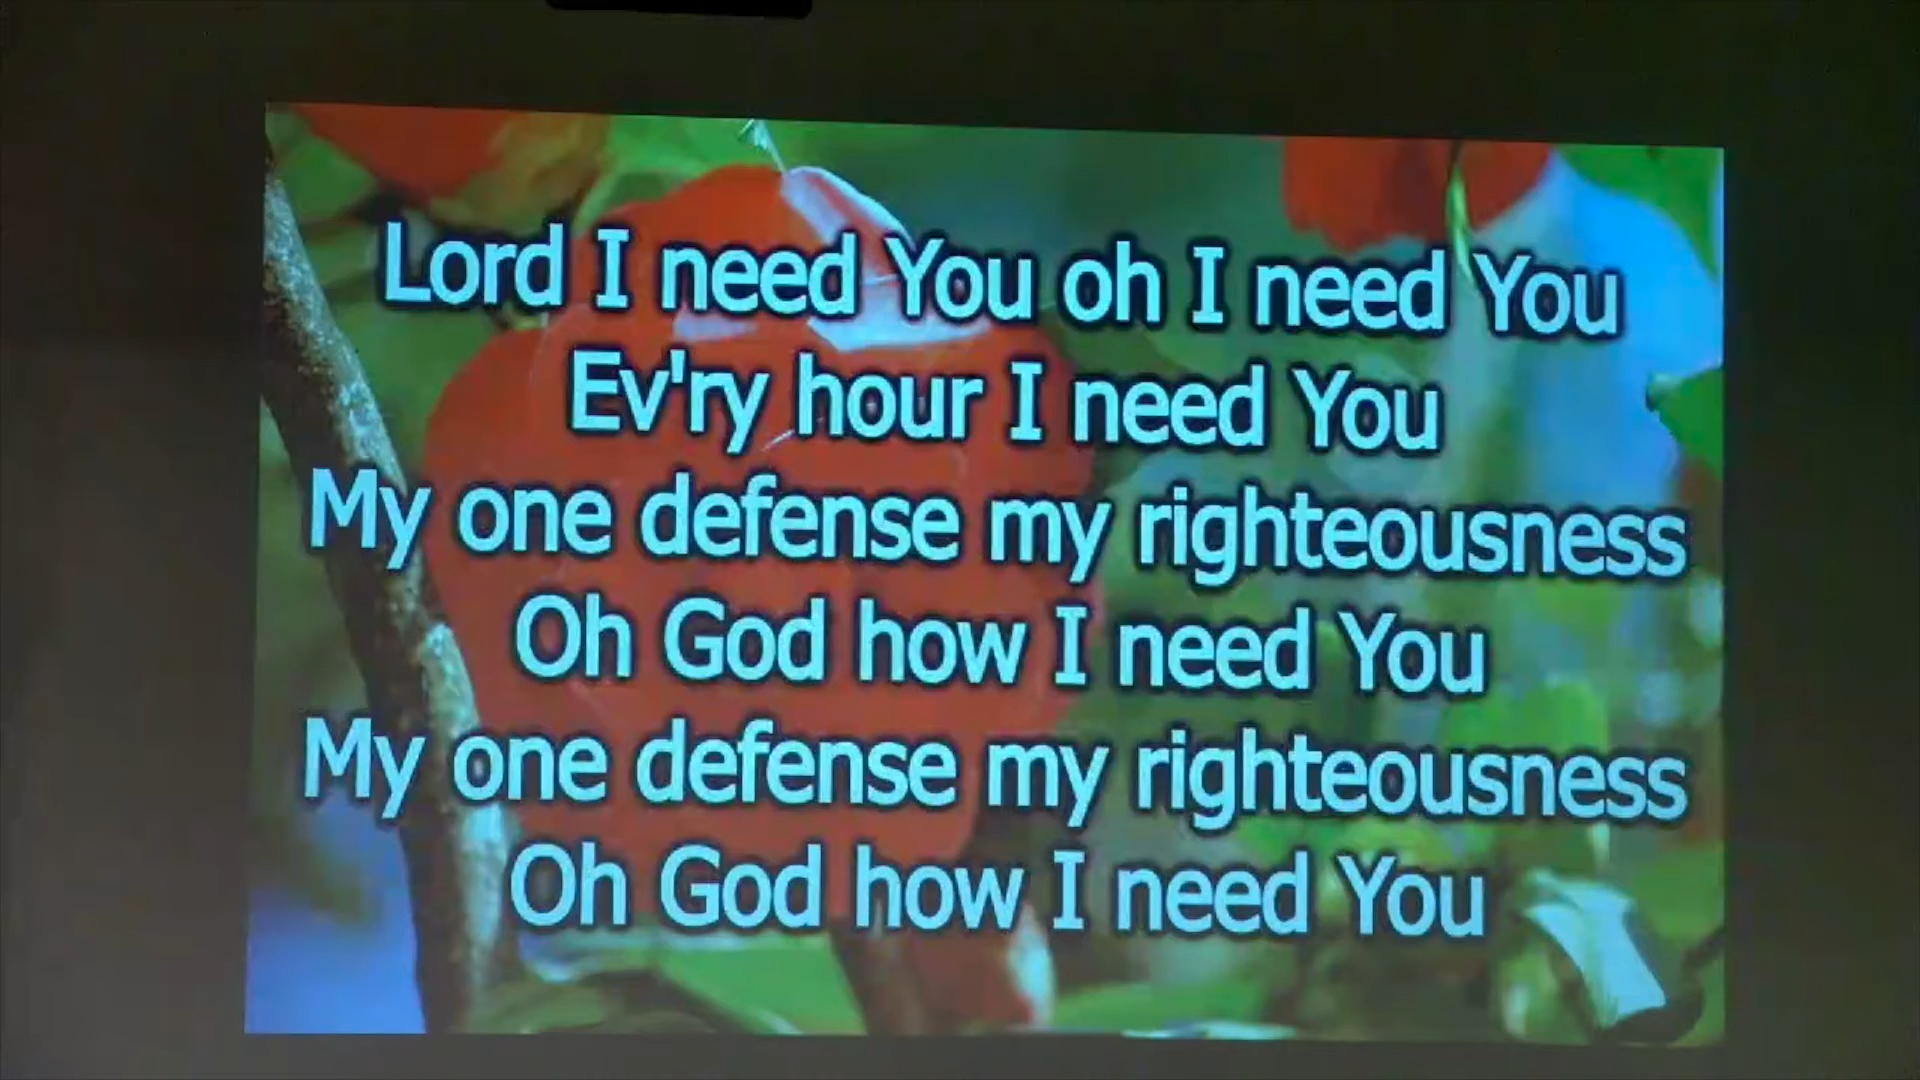 Lord I need You oh I need You
Ev'ry hour I need You
My one defense my righteousness
Oh God how I need You
My one defense my righteousness
Oh God how I need You